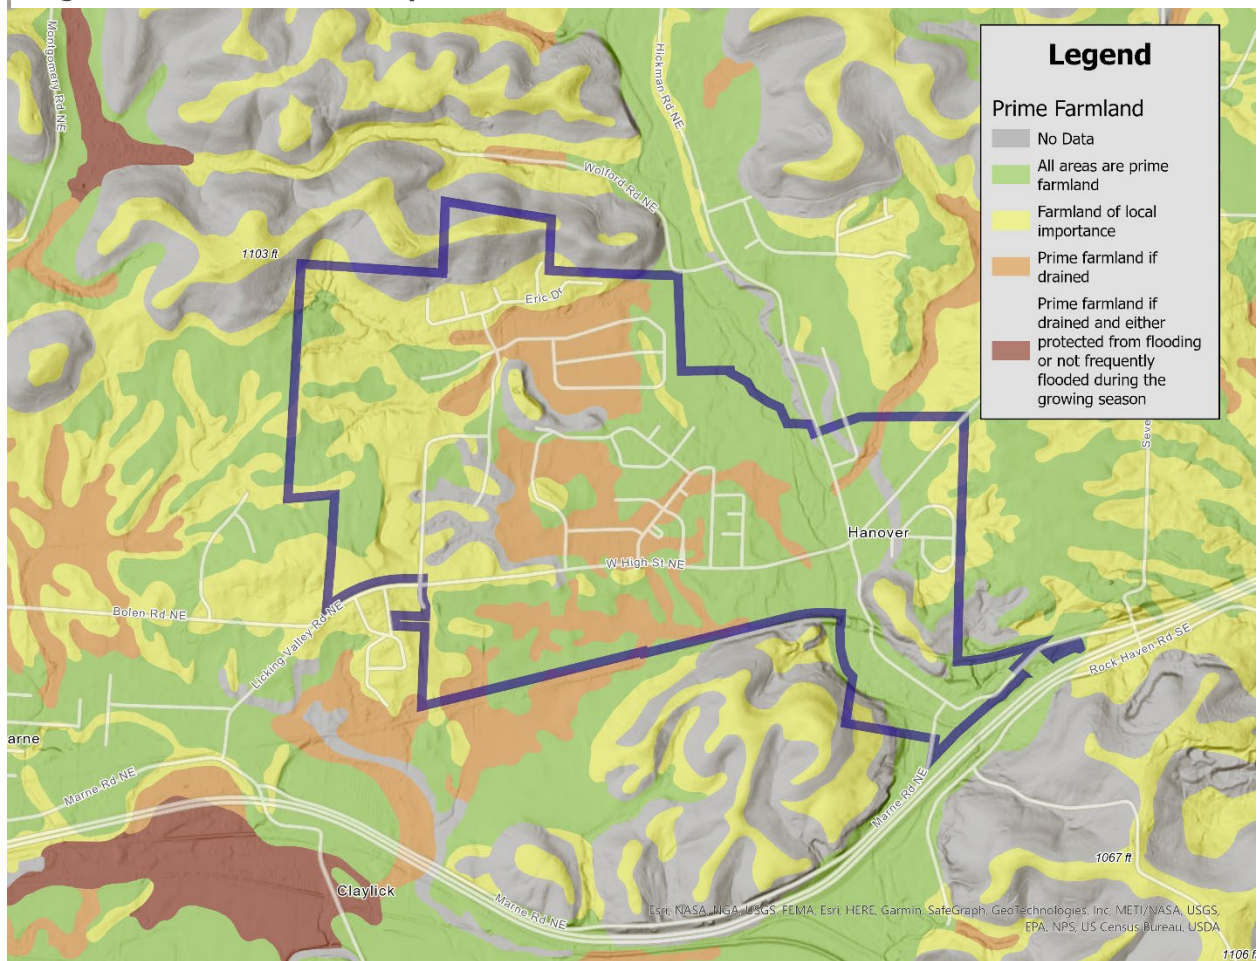 Montgomery Rd NE
Hickman Rd NE
Wolford Rd NE
1103 ft
Eric Dr
Legend
Prime Farmland
No Data
All areas are prime
farmland
Farmland of local
importance
Prime farmland if
drained
Prime farmland if
drained and either
protected from flooding
or not frequently
flooded during the
growing season
Seve
Hanover
W High St NE
Bolen Rd NE
Licking Valley Rd NE
Rock Haven Rd SE
arne
Marne Rd NE
Marne Rd NE
1067 ft
Claylick
Marne Rd NE
Esri, NASA, NGA, USGS, FEMA, Esri, HERE, Garmin, SafeGraph, GeoTechnologies, Inc, METI/NASA, USGS,
EPA, NPS, US Census Bureau, USDA
1106 f